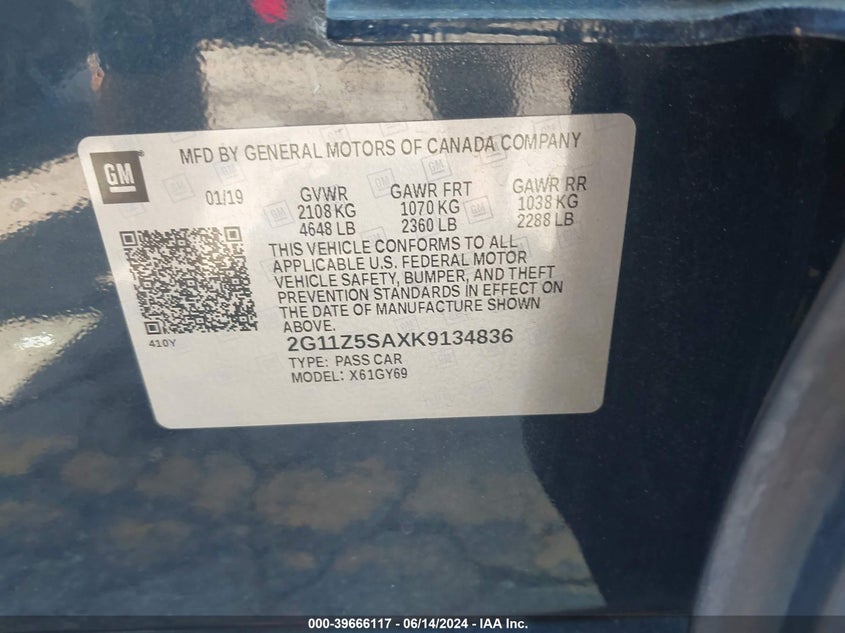 GM
MFD BY GENERAL MOTORS OF CANADA COMPANY
01/19
GVWR
2108 KG
4648 LB
GAWR FRT
1070 KG
2360 LB
GAWR RR
1038 KG
2288 LB
THIS VEHICLE CONFORMS TO ALL
APPLICABLE U.S. FEDERAL MOTOR
VEHICLE SAFETY, BUMPER, AND THEFT
PREVENTION STANDARDS IN EFFECT ON
THE DATE OF MANUFACTURE SHOWN
ABOVE.
410Y
2G11Z5SAXK9134836
TYPE: PASS CAR
MODEL: X61GY69
000-39666117 - 06/14/2024 - IAA Inc.